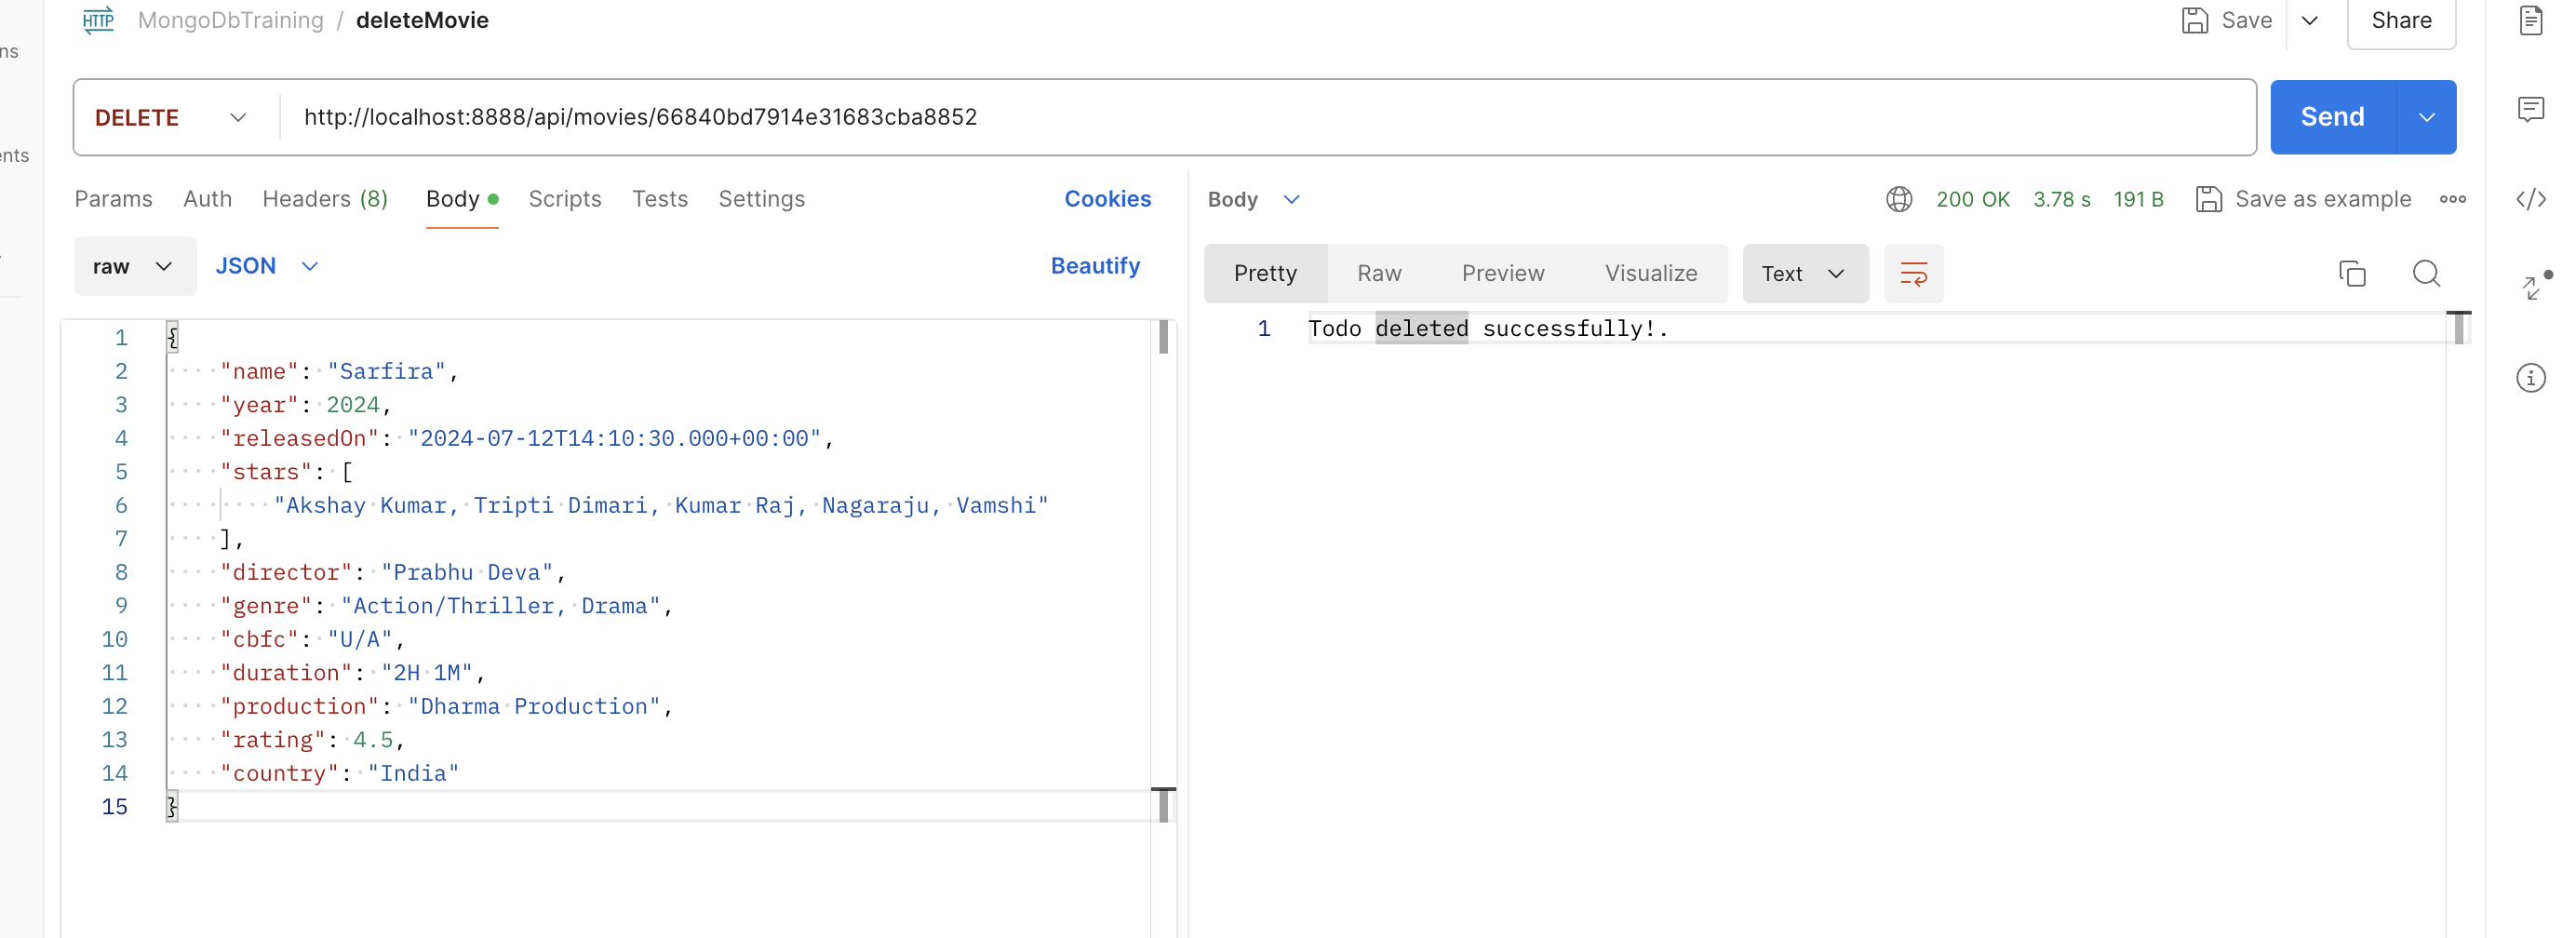 HTTP MongoDbTraining / deleteMovie Save Share
ns
DELETE http://localhost:8888/api/movies/66840bd7914e31683cba8852 Send
ents
Params Auth Headers (8) Body Scripts Tests Settings Cookies
Body 200 OK 3.78 s 191 B Save as example
raw JSON Beautify
Pretty Raw Preview Visualize Text
1 {
2 "name": "Sarfira",
3 "year": 2024,
4 "releasedOn": "2024-07-12T14:10:30.000+00:00",
5 "stars": [
6 "Akshay Kumar, Tripti Dimari, Kumar Raj, Nagaraju, Vamshi"
7 ],
8 "director": "Prabhu Deva",
9 "genre": "Action/Thriller, Drama",
10 "cbfc": "U/A",
11 "duration": "2H 1M",
12 "production": "Dharma Production",
13 "rating": 4.5,
14 "country": "India"
15 }
1 Todo deleted successfully!.